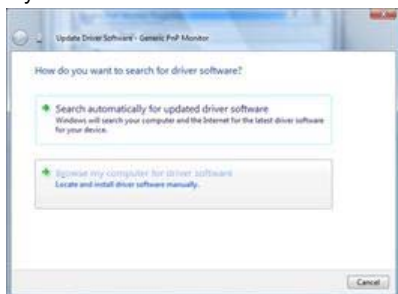 Update Driver Software - Generic PnP Monitor
How do you want to search for driver software?
Search automatically for updated driver software
Windows will search your computer and the Internet for the latest driver software
for your device.
Browse my computer for driver software
Locate and install driver software manually.
Cancel